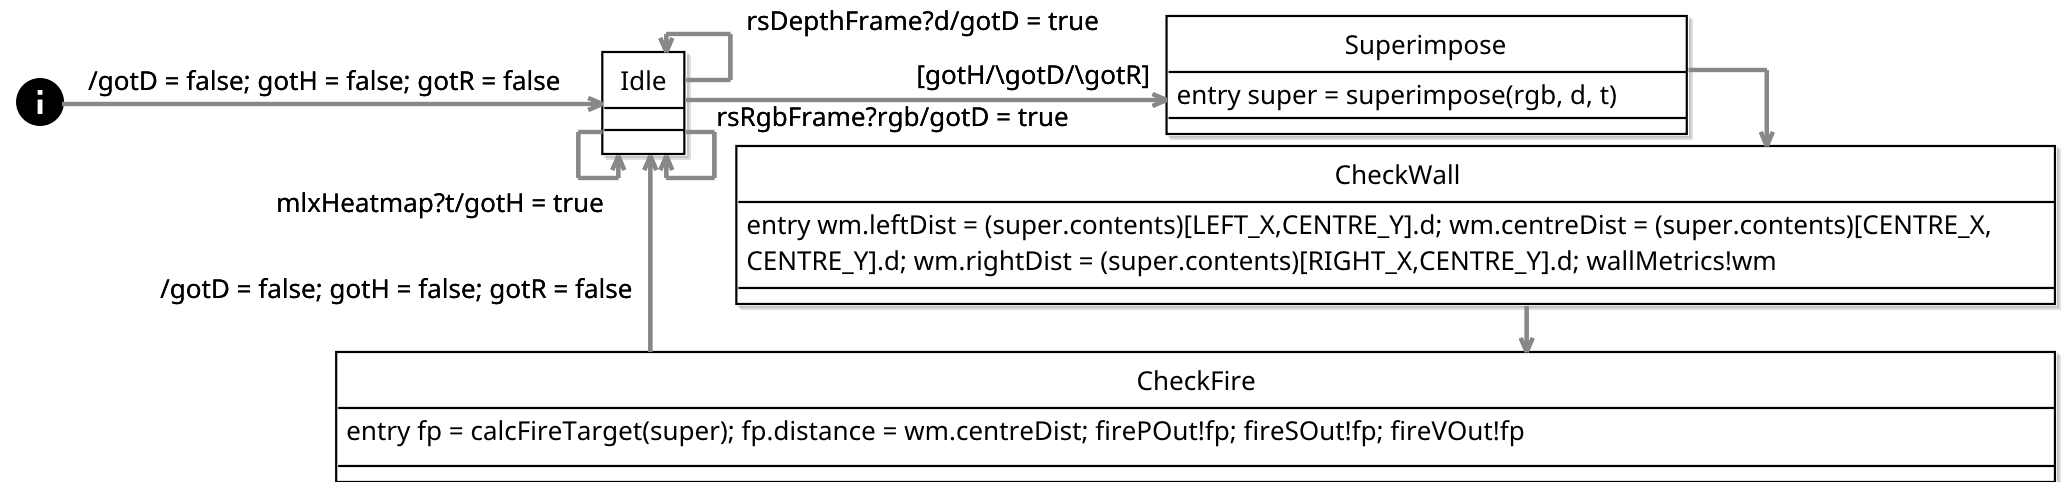 rsDepthFrame?d/gotD = true
Superimpose
/gotD = false; gotH = false; gotR = false
Idle
[gotH/\gotD/\gotR]
i
entry super = superimpose(rgb, d, t)
rsRgbFrame?rgb/gotD = true
CheckWall
mlxHeatmap?t/gotH = true
entry wm.leftDist = (super.contents)[LEFT_X,CENTRE_Y].d; wm.centreDist = (super.contents)[CENTRE_X,
CENTRE_Y].d; wm.rightDist = (super.contents)[RIGHT_X,CENTRE_Y].d; wallMetrics!wm
/gotD = false; gotH = false; gotR = false
CheckFire
entry fp = calcFireTarget(super); fp.distance = wm.centreDist; firePOut!fp; fireSOut!fp; fireVOut!fp